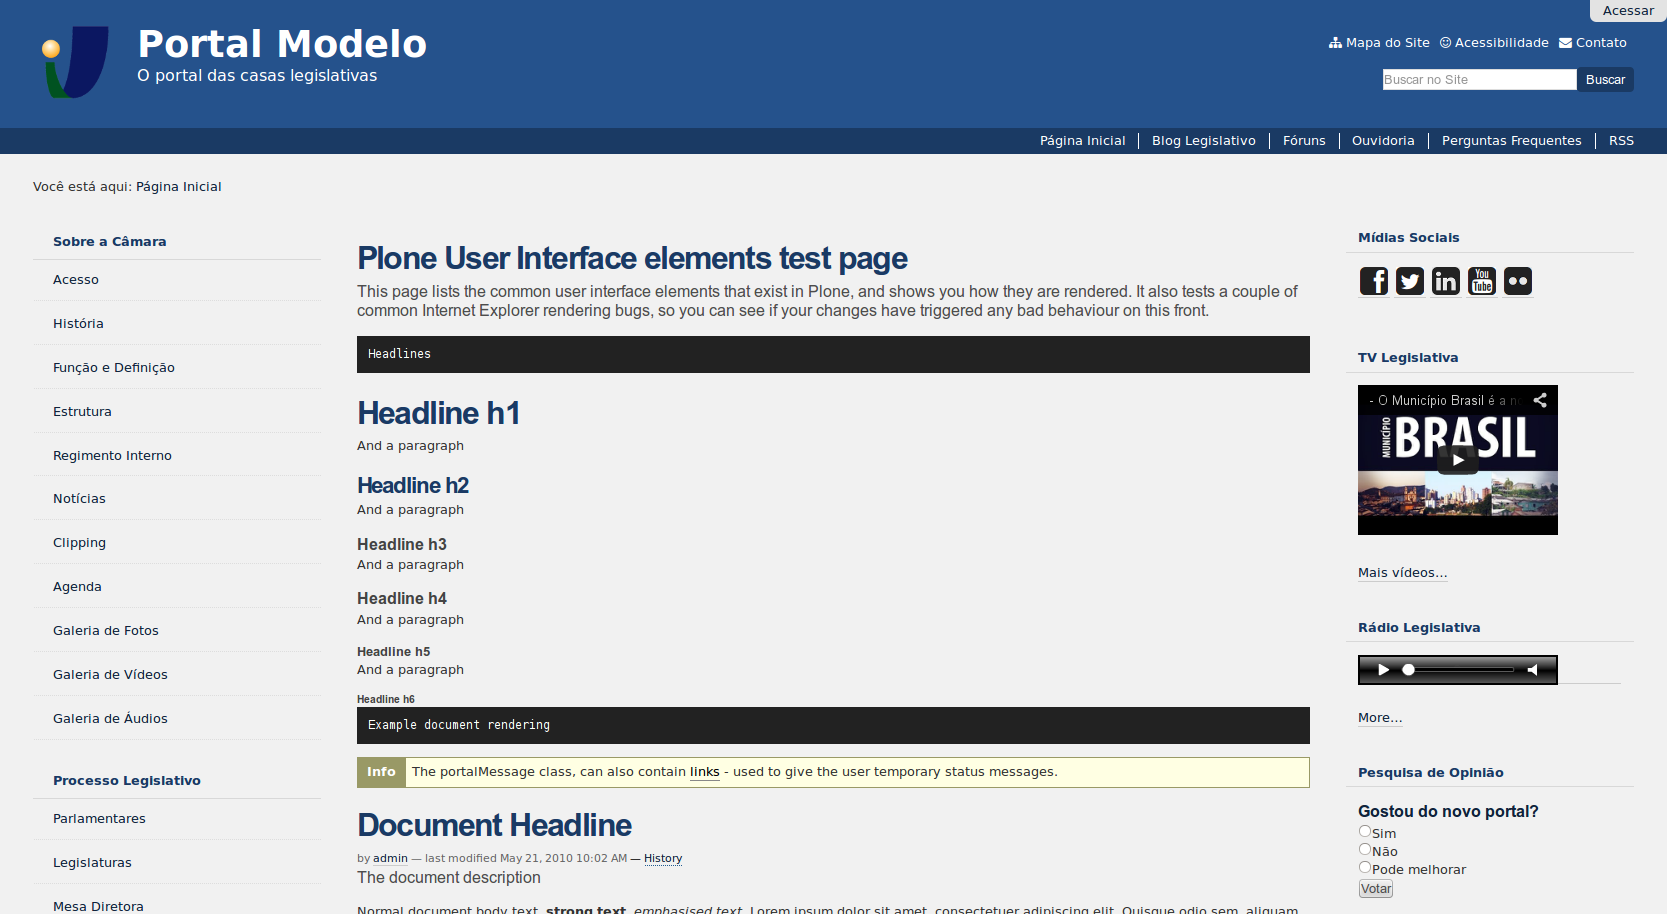 Acessar
Portal Modelo
O portal das casas legislativas
Mapa do Site Acessibilidade Contato
Buscar no Site Buscar
Página Inicial Blog Legislativo Fóruns Ouvidoria Perguntas Frequentes RSS
Você está aqui: Página Inicial
Sobre a Câmara
Acesso
História
Função e Definição
Estrutura
Regimento Interno
Notícias
Clipping
Agenda
Galeria de Fotos
Galeria de Vídeos
Galeria de Áudios
Processo Legislativo
Parlamentares
Legislaturas
Mesa Diretora
Plone User Interface elements test page
This page lists the common user interface elements that exist in Plone, and shows you how they are rendered. It also tests a couple of
common Internet Explorer rendering bugs, so you can see if your changes have triggered any bad behaviour on this front.
Headlines
Headline h1
And a paragraph
Headline h2
And a paragraph
Headline h3
And a paragraph
Headline h4
And a paragraph
Headline h5
And a paragraph
Headline h6
Example document rendering
Info The portalMessage class, can also contain links - used to give the user temporary status messages.
Document Headline
by admin — last modified May 21, 2010 10:02 AM — History
The document description
Normal document body text, strong text, emphasised text. Lorem ipsum dolor sit amet, consectetuer adipiscing elit. Quisque odio sem, aliquam
Mídias Sociais
You
Tube
TV Legislativa
- O Município Brasil é a no
MUNICÍPIO
BRASIL
Mais vídeos…
Rádio Legislativa
More…
Pesquisa de Opinião
Gostou do novo portal?
Sim
Não
Pode melhorar
Votar